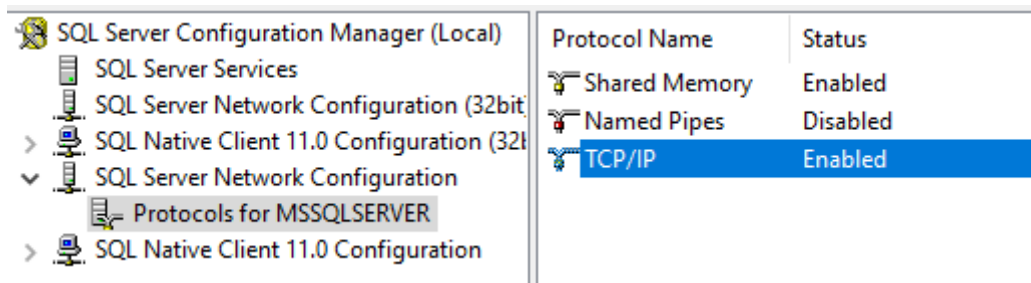 SQL Server Configuration Manager (Local)
SQL Server Services
SQL Server Network Configuration (32bit
SQL Native Client 11.0 Configuration (32b
SQL Server Network Configuration
Protocols for MSSQLSERVER
SQL Native Client 11.0 Configuration
Protocol Name Status
Shared Memory Enabled
Named Pipes Disabled
TCP/IP Enabled